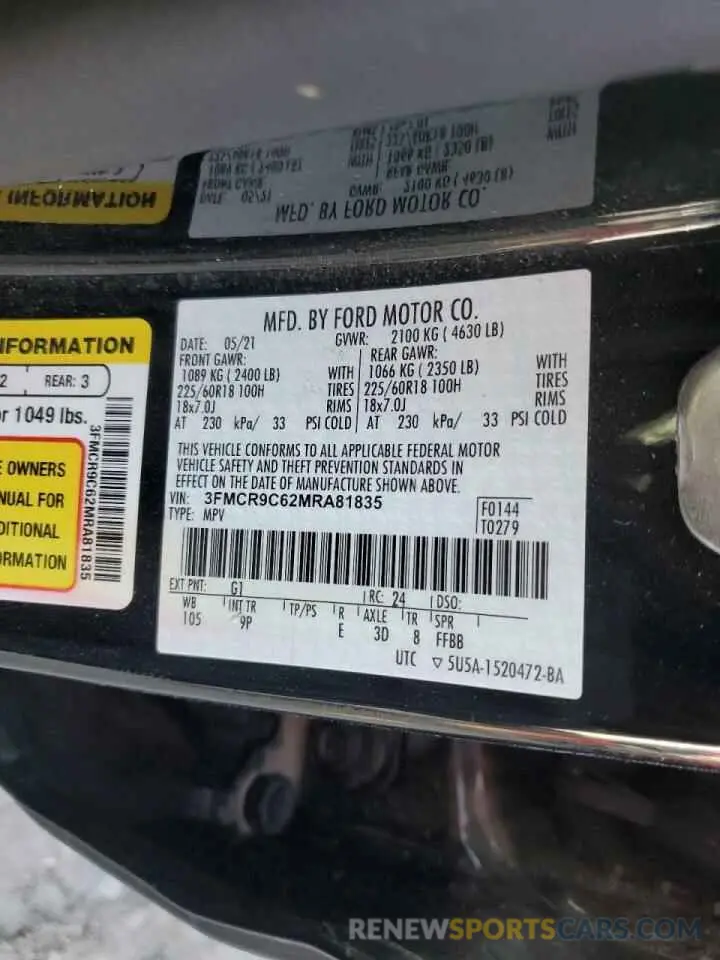 INFORMATION
MFD. BY FORD MOTOR CO.
DATE: 05/21
GVWR: 2100 KG ( 4630 LB)
FRONT GAWR:
1089 KG ( 2400 LB)
225/60R18 100H
18x7.0J
WITH
TIRES
RIMS
AT 230 kPa/ 33 PSI COLD
REAR GAWR:
1066 KG ( 2350 LB)
225/60R18 100H
18x7.0J
WITH
TIRES
RIMS
AT 230 kPa/ 33 PSI COLD
THIS VEHICLE CONFORMS TO ALL APPLICABLE FEDERAL MOTOR
VEHICLE SAFETY AND THEFT PREVENTION STANDARDS IN
EFFECT ON THE DATE OF MANUFACTURE SHOWN ABOVE.
VIN: 3FMCR9C62MRA81835
TYPE: MPV
F0144
T0279
EXT PNT: G1
RC: 24
DSO:
WB INT TR TP/PS R AXLE TR SPR
105 9P E 3D 8 FFBB
UTC ▽ 5U5A-1520472-BA
NFORMATION
2 REAR: 3
or 1049 lbs.
E OWNERS
NUAL FOR
DITIONAL
ORMATION
3FMCR9C62MRA81835
RENEWSPORTSCARS.COM